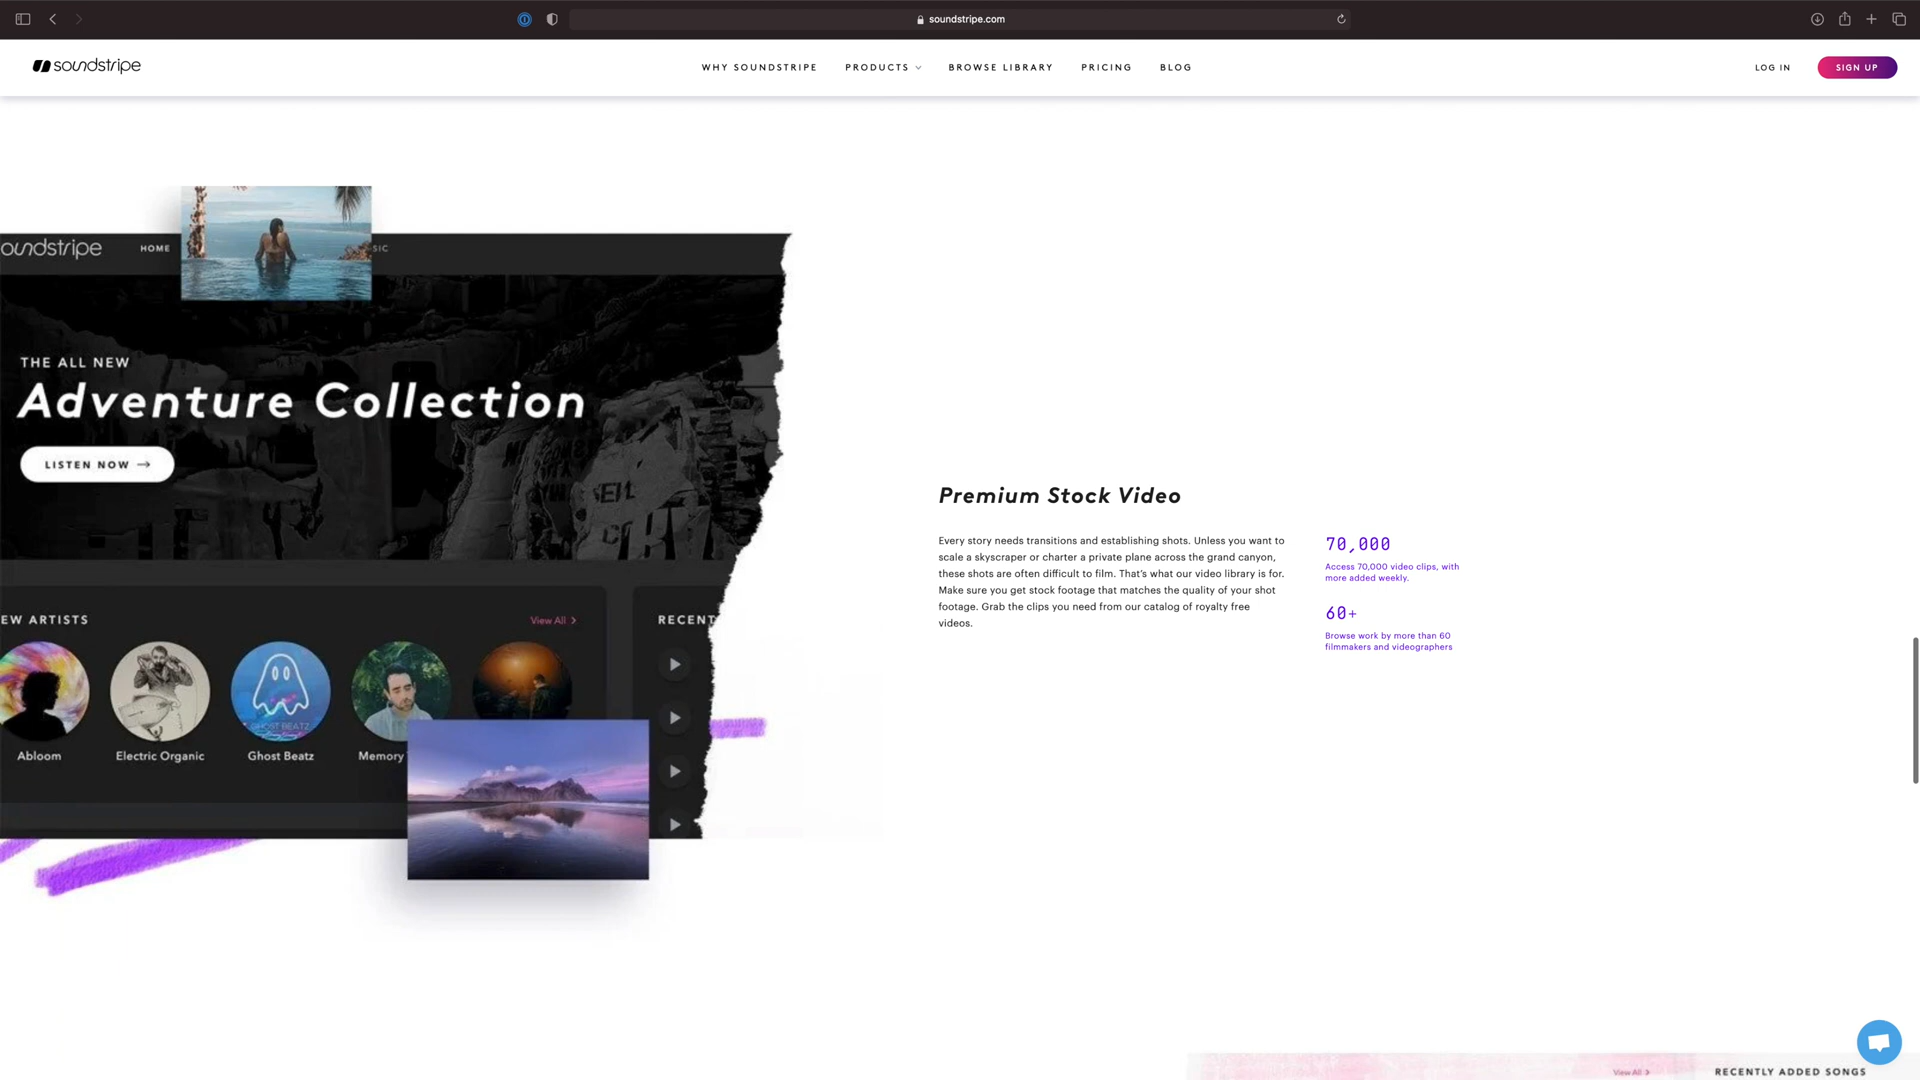 soundstripe.com
soundstripe
WHY SOUNDSTRIPE
PRODUCTS
BROWSE LIBRARY
PRICING
BLOG
LOG IN
SIGN UP
oundstripe
HOME
SIC
THE ALL NEW
Adventure Collection
LISTEN NOW →
EW ARTISTS
View All >
RECENT
GHOST BEATZ
Abloom
Electric Organic
Ghost Beatz
Memory
Premium Stock Video
Every story needs transitions and establishing shots. Unless you want to
scale a skyscraper or charter a private plane across the grand canyon,
these shots are often difficult to film. That's what our video library is for.
Make sure you get stock footage that matches the quality of your shot
footage. Grab the clips you need from our catalog of royalty free
videos.
70,000
Access 70,000 video clips, with
more added weekly.
60+
Browse work by more than 60
filmmakers and videographers
View All >
RECENTLY ADDED SONGS